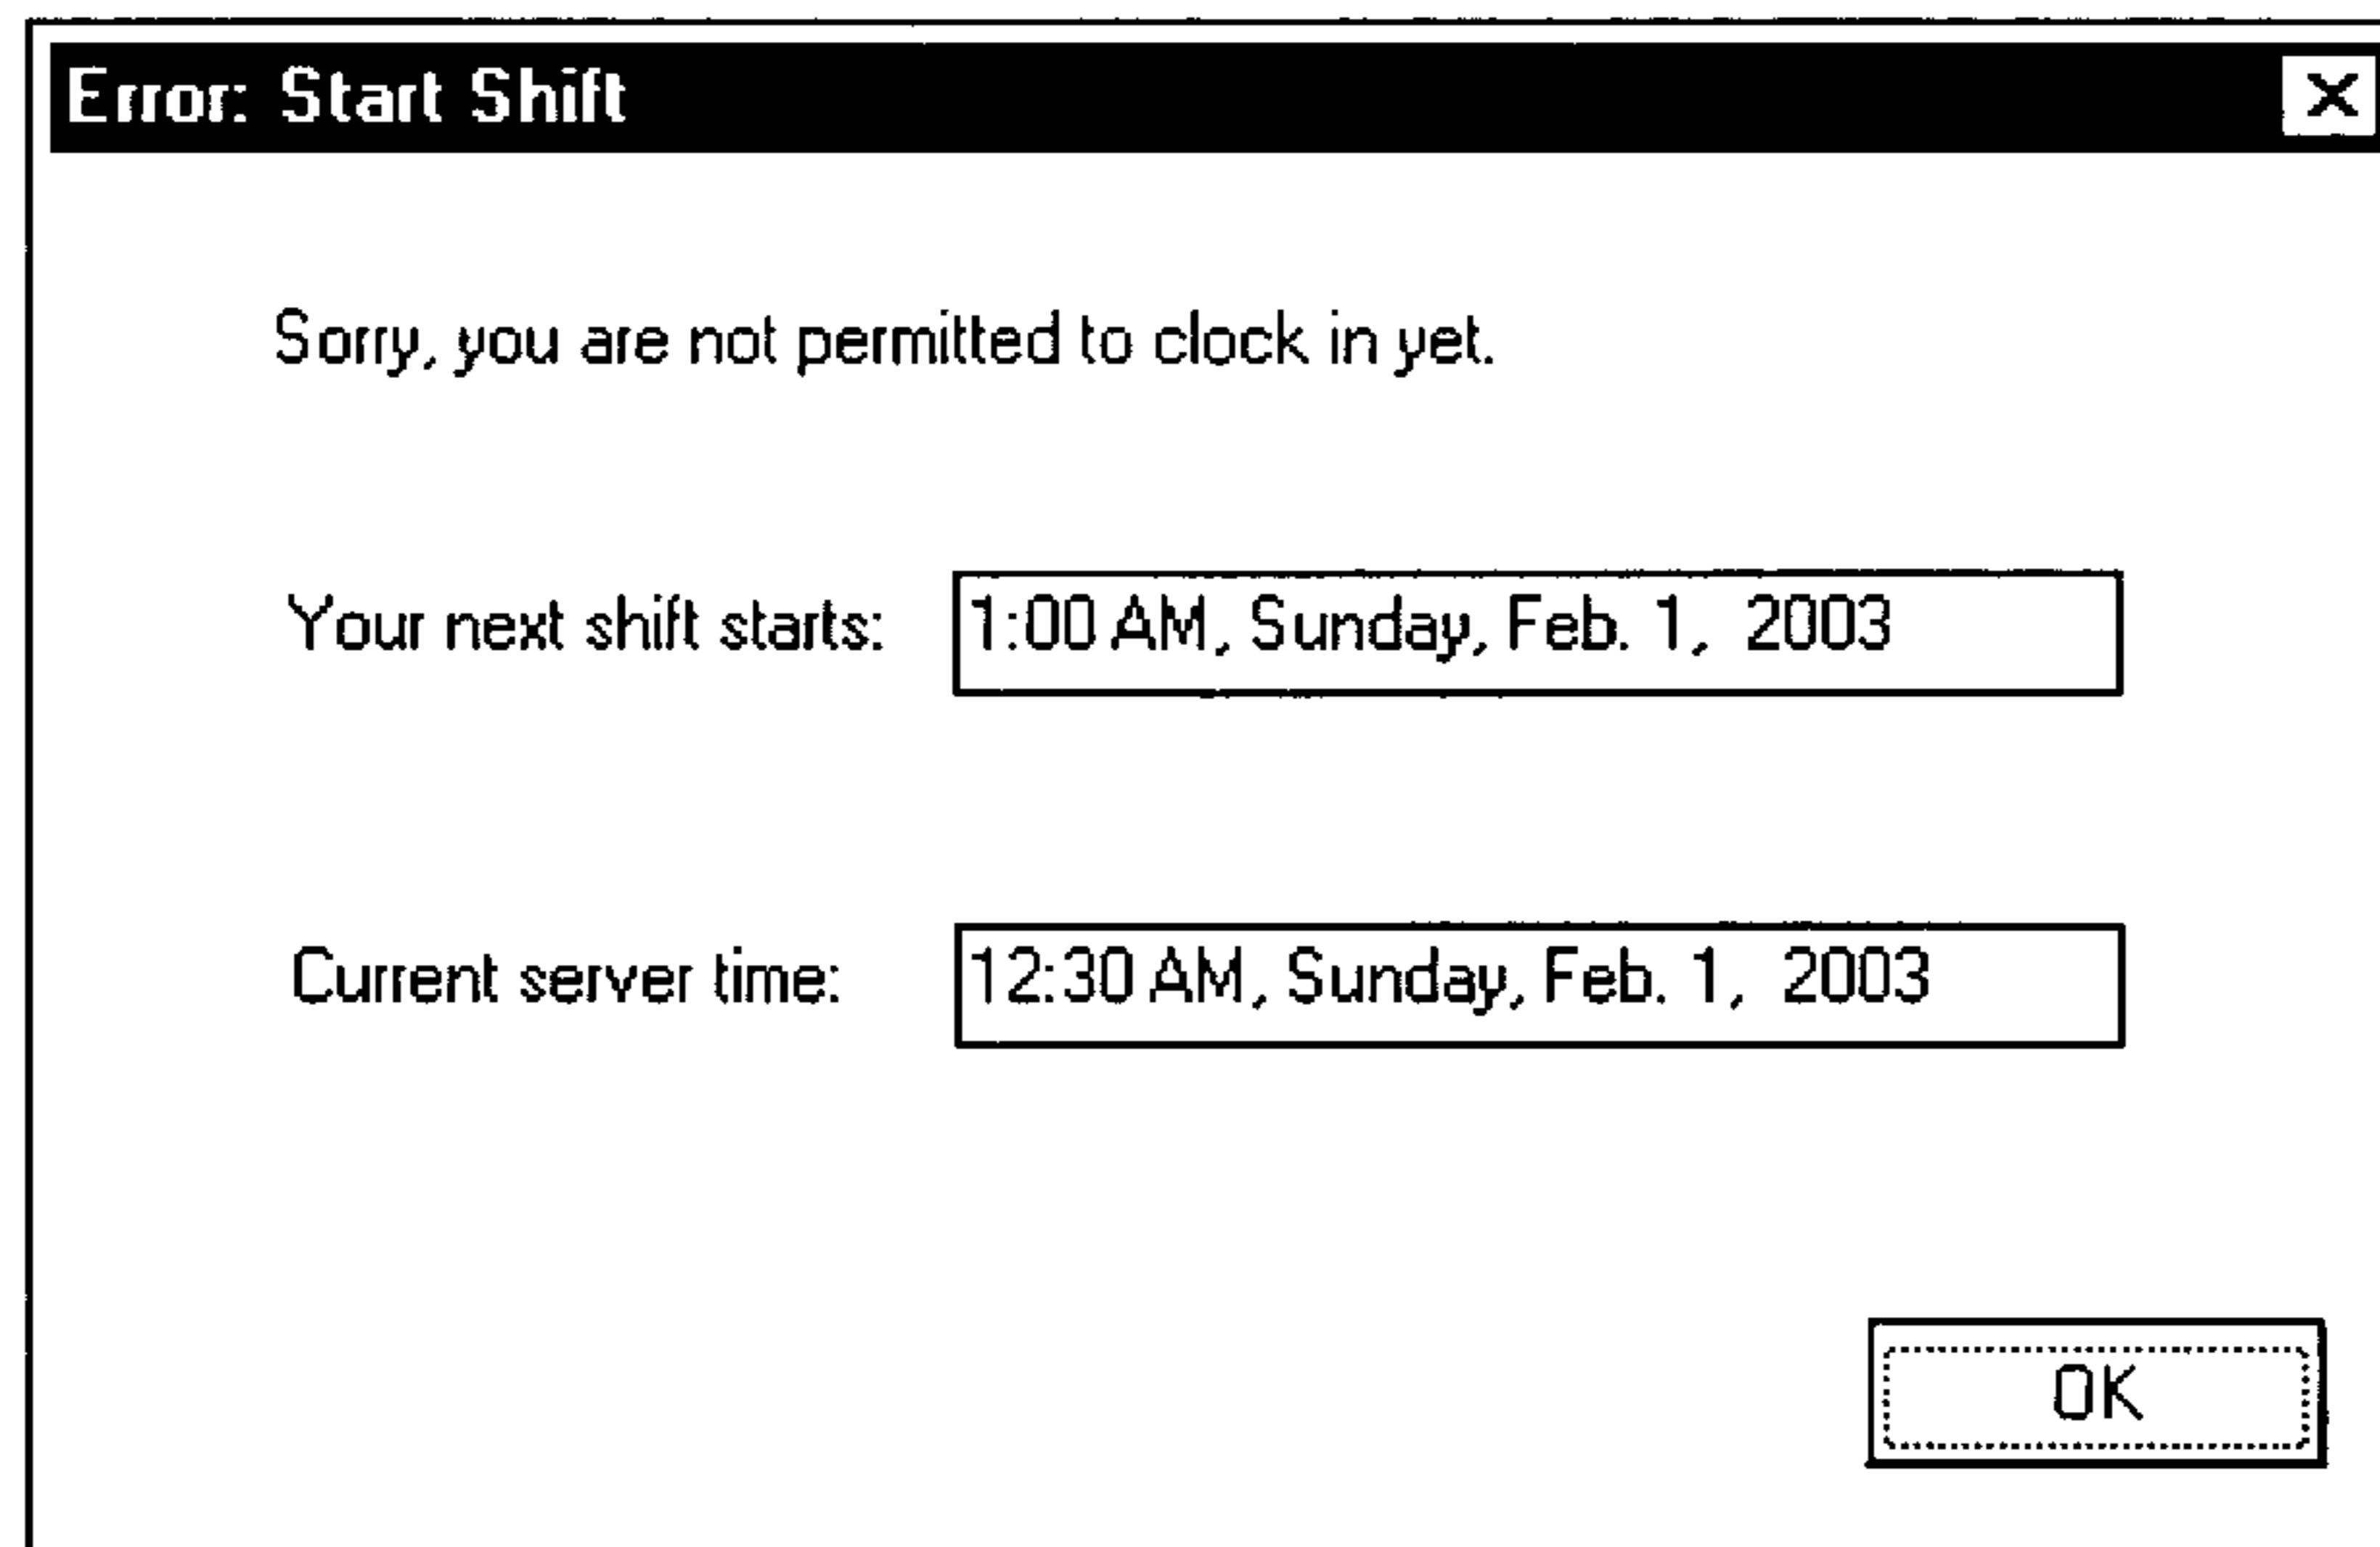 Error: Start Shift X
Sorry, you are not permitted to clock in yet.
Your next shift starts: 1:00 AM, Sunday, Feb. 1, 2003
Current server time: 12:30 AM, Sunday, Feb. 1, 2003
OK